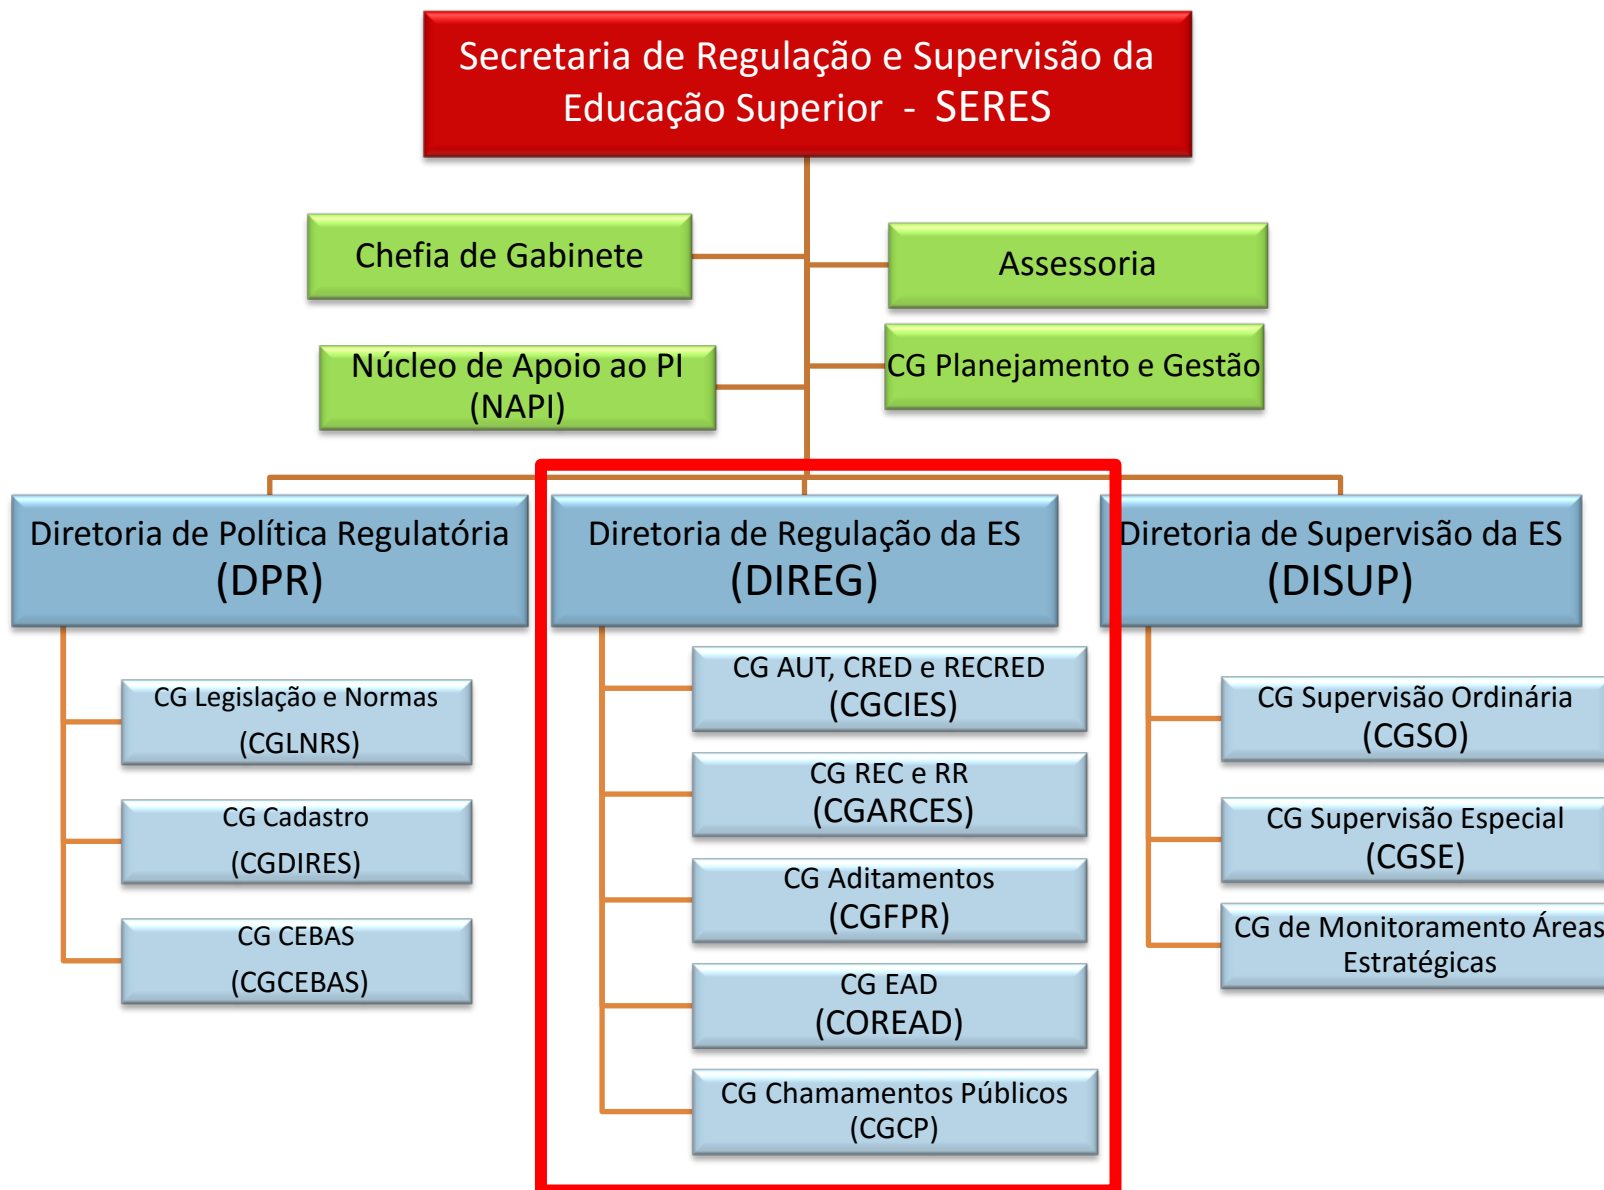 Secretaria de Regulação e Supervisão da
Educação Superior - SERES
Chefia de Gabinete
Assessoria
Núcleo de Apoio ao PI
(NAPI)
CG Planejamento e Gestão
Diretoria de Política Regulatória
(DPR)
CG Legislação e Normas
(CGLNRS)
CG Cadastro
(CGDIRES)
CG CEBAS
(CGCEBAS)
Diretoria de Regulação da ES
(DIREG)
CG AUT, CRED e RECRED
(CGCIES)
CG REC e RR
(CGARCES)
CG Aditamentos
(CGFPR)
CG EAD
(COREAD)
CG Chamamentos Públicos
(CGCP)
Diretoria de Supervisão da ES
(DISUP)
CG Supervisão Ordinária
(CGSO)
CG Supervisão Especial
(CGSE)
CG de Monitoramento Áreas
Estratégicas